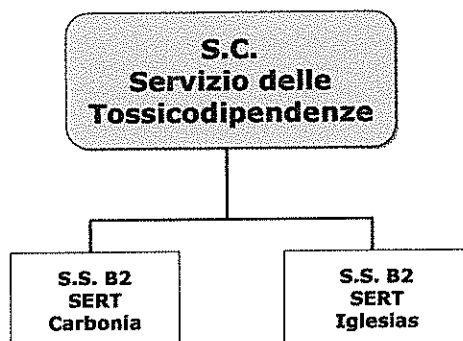 S.C.
Servizio delle
Tossicodipendenze
S.S. B2
SERT
Carbonia
S.S. B2
SERT
Iglesias